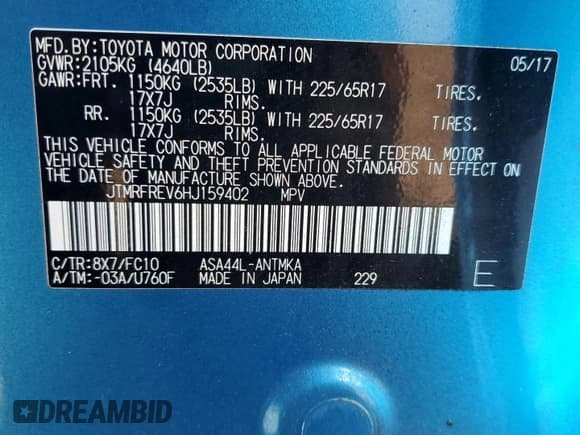 MFD.BY:TOYOTA MOTOR CORPORATION 05/17
GVWR:2105KG (4640LB)
GAWR:FRT. 1150KG (2535LB) WITH 225/65R17 TIRES,
17X7J RIMS.
RR. 1150KG (2535LB) WITH 225/65R17 TIRES,
17X7J RIMS.
THIS VEHICLE CONFORMS TO ALL APPLICABLE FEDERAL MOTOR
VEHICLE SAFETY AND THEFT PREVENTION STANDARDS IN EFFECT ON
THE DATE OF MANUFACTURE SHOWN ABOVE.
JTMRFREV6HJ159402 MPV
C/TR:8X7/FC10 ASA44L-ANTMKA
A/TM:-03A/U760F MADE IN JAPAN 229 E
DREAMBID